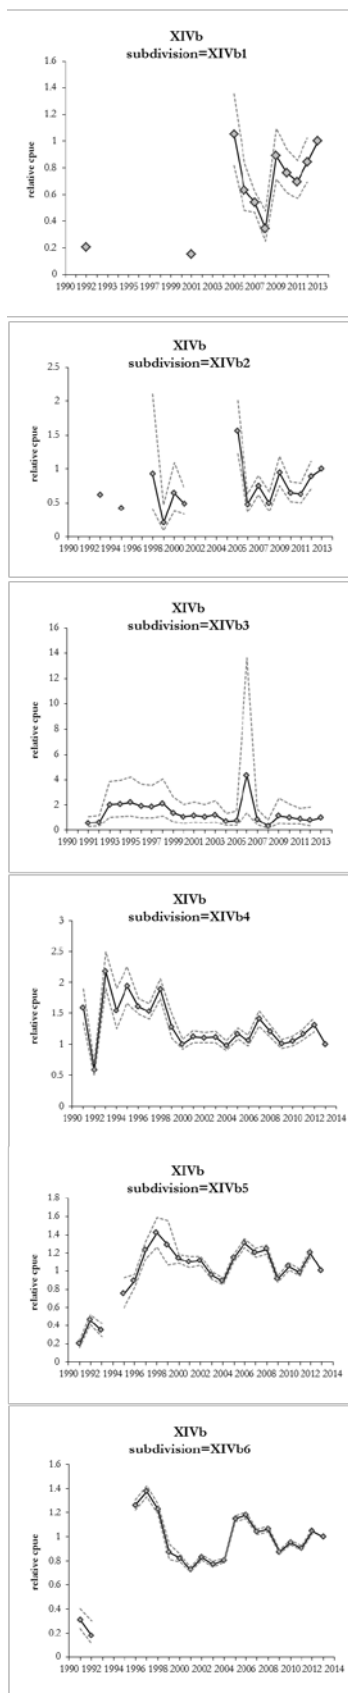 XIVb
subdivision=XIVb1
1.6
1.4
1.2
1
0.8
0.6
0.4
0.2
0
relative cpue
1990 1992 1993 1995 1997 1999 2001 2003 2005 2007 2009 2011 2013
XIVb
subdivision=XIVb2
2.5
2
1.5
1
0.5
0
relative cpue
1990 1992 1994 1996 1998 2000 2002 2004 2005 2007 2009 2011 2013
XIVb
subdivision=XIVb3
16
14
12
10
8
6
4
2
0
relative cpue
1990 1991 1993 1995 1997 1999 2001 2003 2005 2007 2009 2011 2013
XIVb
subdivision=XIVb4
3
2.5
2
1.5
1
0.5
0
relative cpue
1990 1992 1994 1996 1998 2000 2002 2004 2006 2008 2010 2012 2014
XIVb
subdivision=XIVb5
1.8
1.6
1.4
1.2
1
0.8
0.6
0.4
0.2
0
relative cpue
1990 1992 1994 1996 1998 2000 2002 2004 2006 2008 2010 2012 2014
XIVb
subdivision=XIVb6
1.6
1.4
1.2
1
0.8
0.6
0.4
0.2
0
relative cpue
1990 1992 1994 1996 1998 2000 2002 2004 2006 2008 2010 2012 2014